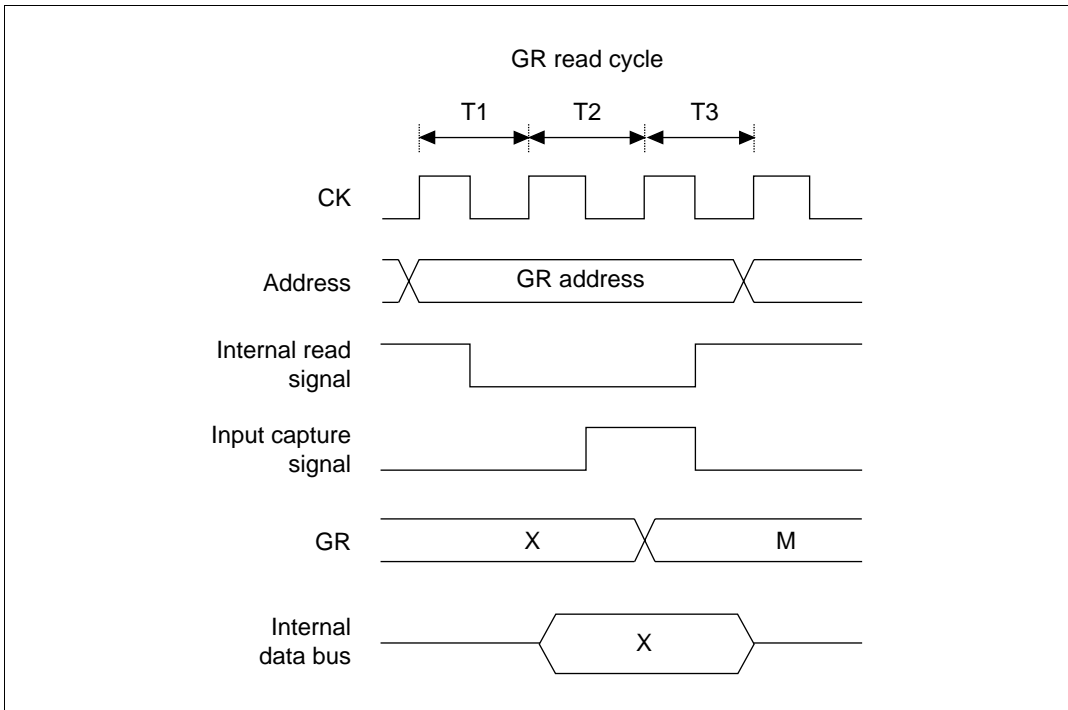 GR read cycle
T1 T2 T3
CK
Address GR address
Internal read
signal
Input capture
signal
GR X M
Internal
data bus X